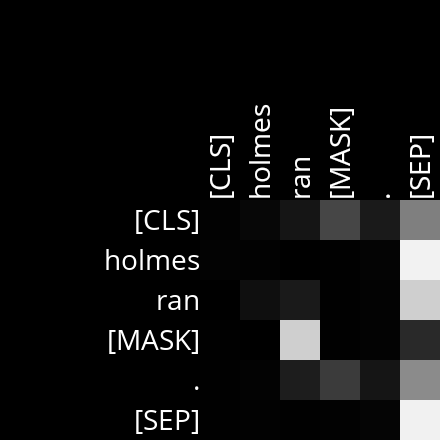 [CLS] holmes ran [MASK] . [SEP]
[CLS]
holmes
ran
[MASK]
.
[SEP]